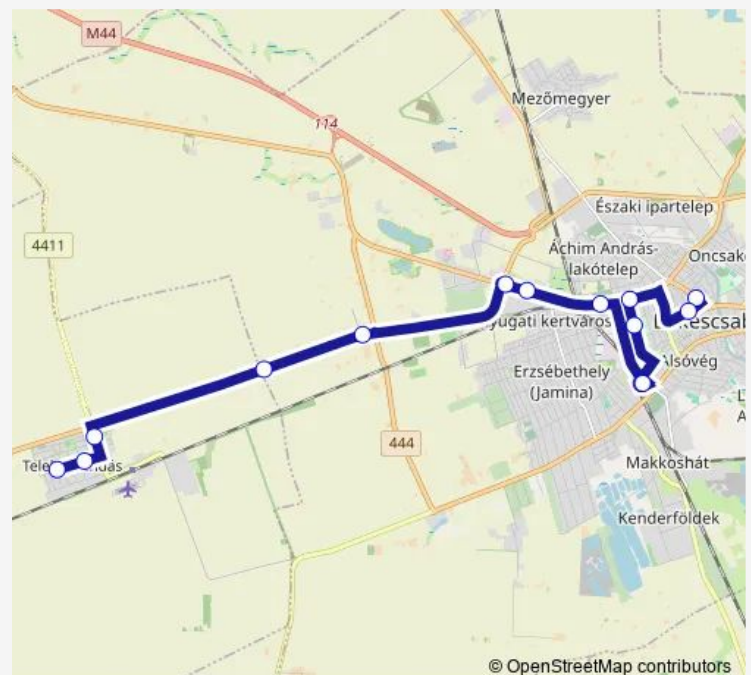 M44
114
Mezőmegyer
Északi ipartelep
4411
Áchim András-
lakótelep
Oncsak
yugati kertváros
Erzsébethely
(Jamina)
Alsóvég
444
Makkoshát
Kenderföldek
© OpenStreetMap contributors